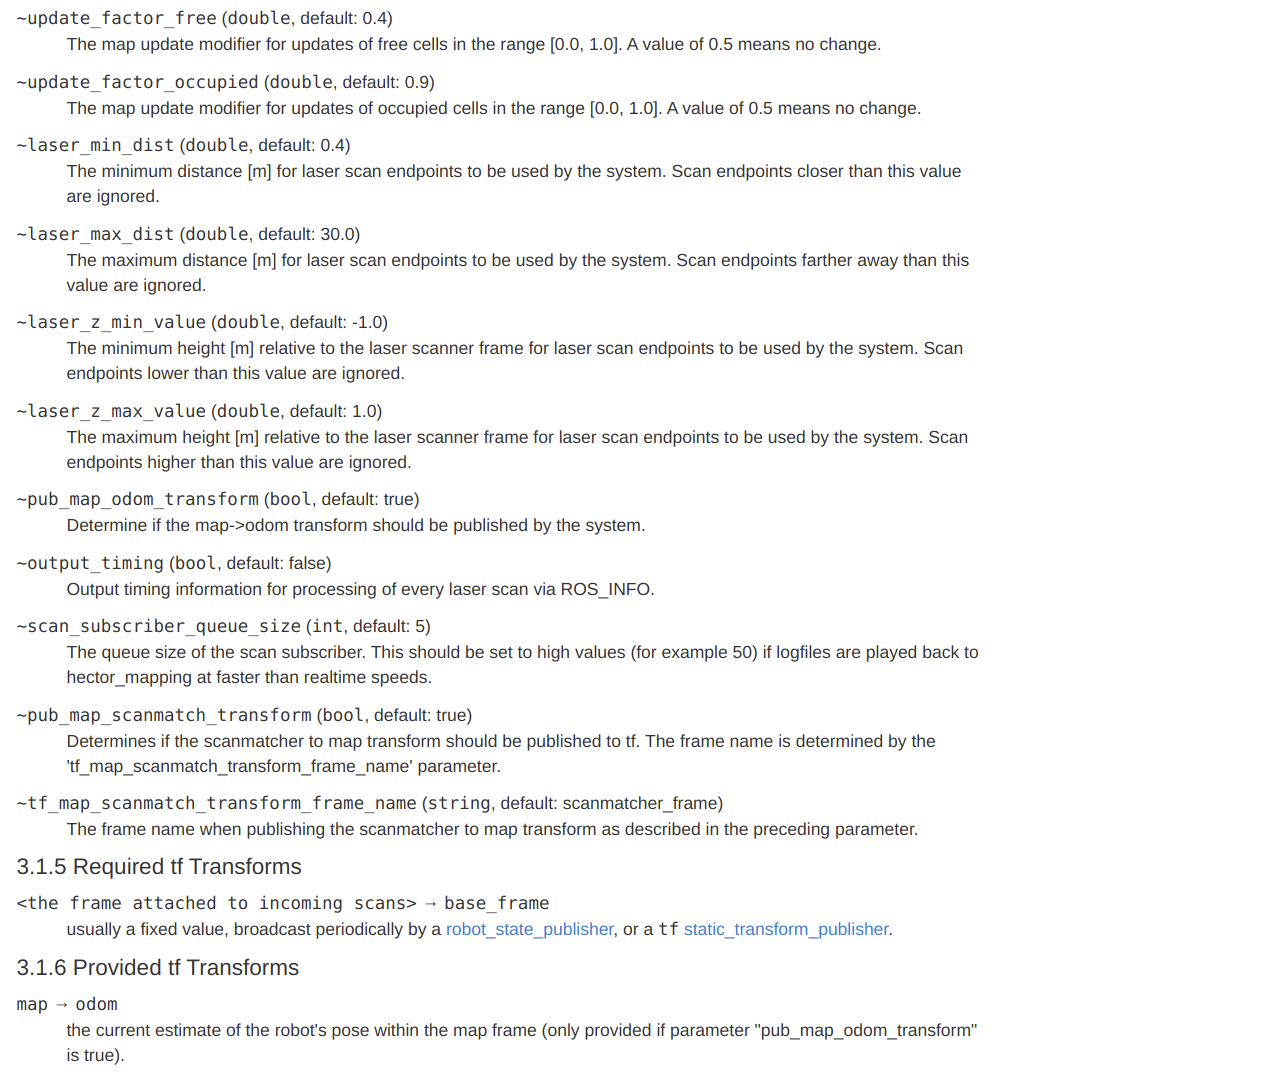 ~update_factor_free (double, default: 0.4)
The map update modifier for updates of free cells in the range [0.0, 1.0]. A value of 0.5 means no change.
~update_factor_occupied (double, default: 0.9)
The map update modifier for updates of occupied cells in the range [0.0, 1.0]. A value of 0.5 means no change.
~laser_min_dist (double, default: 0.4)
The minimum distance [m] for laser scan endpoints to be used by the system. Scan endpoints closer than this value
are ignored.
~laser_max_dist (double, default: 30.0)
The maximum distance [m] for laser scan endpoints to be used by the system. Scan endpoints farther away than this
value are ignored.
~laser_z_min_value (double, default: -1.0)
The minimum height [m] relative to the laser scanner frame for laser scan endpoints to be used by the system. Scan
endpoints lower than this value are ignored.
~laser_z_max_value (double, default: 1.0)
The maximum height [m] relative to the laser scanner frame for laser scan endpoints to be used by the system. Scan
endpoints higher than this value are ignored.
~pub_map_odom_transform (bool, default: true)
Determine if the map->odom transform should be published by the system.
~output_timing (bool, default: false)
Output timing information for processing of every laser scan via ROS_INFO.
~scan_subscriber_queue_size (int, default: 5)
The queue size of the scan subscriber. This should be set to high values (for example 50) if logfiles are played back to
hector_mapping at faster than realtime speeds.
~pub_map_scanmatch_transform (bool, default: true)
Determines if the scanmatcher to map transform should be published to tf. The frame name is determined by the
'tf_map_scanmatch_transform_frame_name' parameter.
~tf_map_scanmatch_transform_frame_name (string, default: scanmatcher_frame)
The frame name when publishing the scanmatcher to map transform as described in the preceding parameter.
3.1.5 Required tf Transforms
<the frame attached to incoming scans> → base_frame
usually a fixed value, broadcast periodically by a robot_state_publisher, or a tf static_transform_publisher.
3.1.6 Provided tf Transforms
map → odom
the current estimate of the robot's pose within the map frame (only provided if parameter "pub_map_odom_transform"
is true).